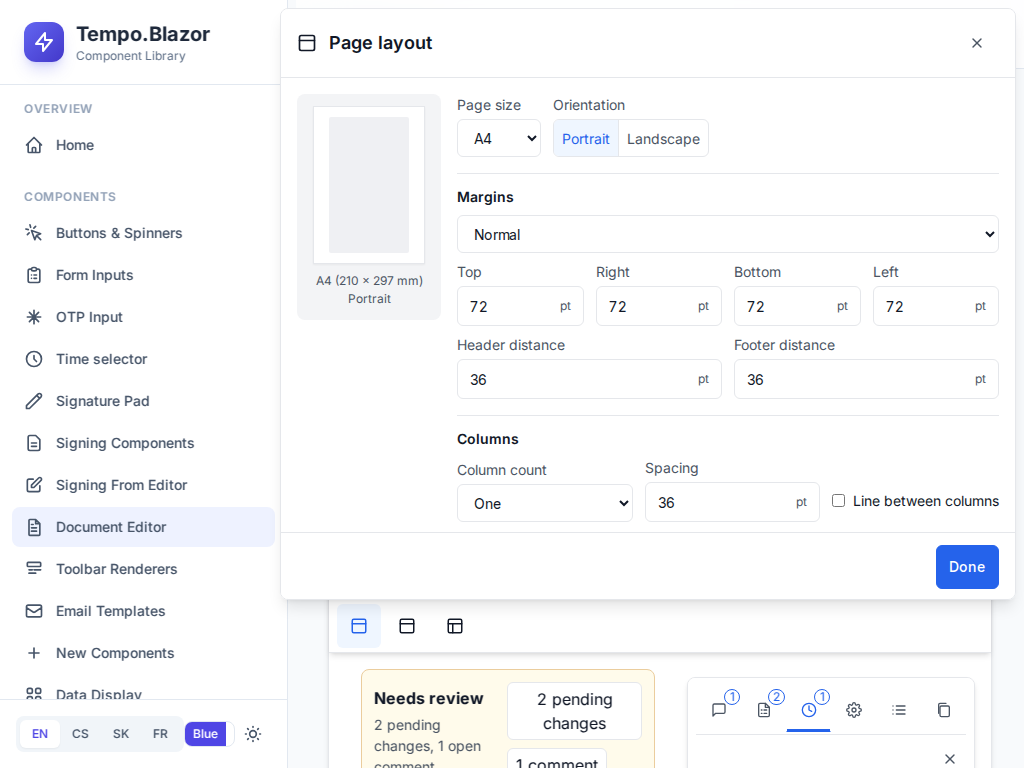 Tempo.Blazor
Component Library
OVERVIEW
Home
COMPONENTS
Buttons & Spinners
Form Inputs
OTP Input
Time selector
Signature Pad
Signing Components
Signing From Editor
Document Editor
Toolbar Renderers
Email Templates
New Components
Data Display
EN CS SK FR Blue
Page layout
A4 (210 × 297 mm)
Portrait
Page size Orientation
A4 Portrait Landscape
Margins
Normal
Top Right Bottom Left
72 pt 72 pt 72 pt 72 pt
Header distance Footer distance
36 pt 36 pt
Columns
Column count Spacing
One 36 pt Line between columns
Done
Needs review
2 pending
changes, 1 open
comment
2 pending
changes
1 comment
1 2 1